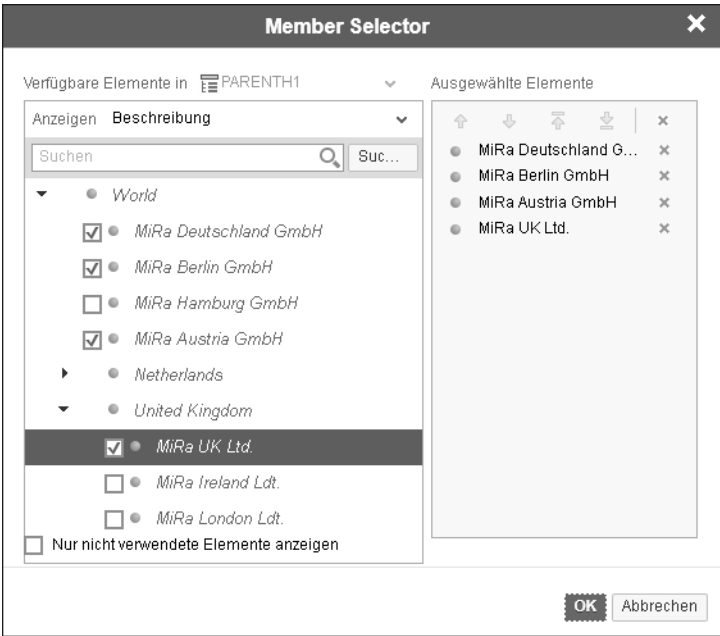 Member Selector
Verfügbare Elemente in PARENTH1
Anzeigen Beschreibung
Suchen Suc...
World
MiRa Deutschland GmbH
MiRa Berlin GmbH
MiRa Hamburg GmbH
MiRa Austria GmbH
Netherlands
United Kingdom
MiRa UK Ltd.
MiRa Ireland Ldt.
MiRa London Ldt.
Nur nicht verwendete Elemente anzeigen
Ausgewählte Elemente
MiRa Deutschland G...
MiRa Berlin GmbH
MiRa Austria GmbH
MiRa UK Ltd.
OK Abbrechen